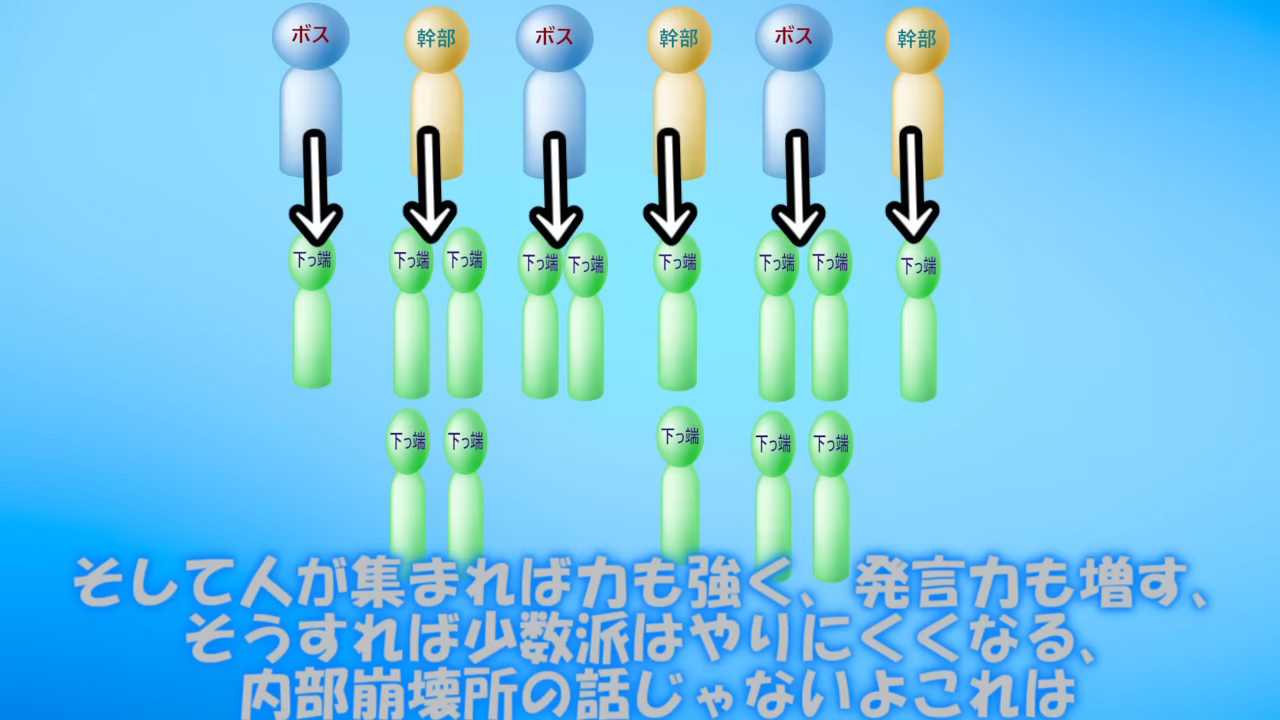 ボス 幹部 ボス 幹部 ボス 幹部
下っ端 下っ端 下っ端 下っ端 下っ端 下っ端 下っ端 下っ端 下っ端
下っ端 下っ端 下っ端 下っ端 下っ端
そして人が集まれば力も強く、発言力も増す、
そうすれば少数派はやりにくくなる、
内部崩壊所の話じゃないよこれは